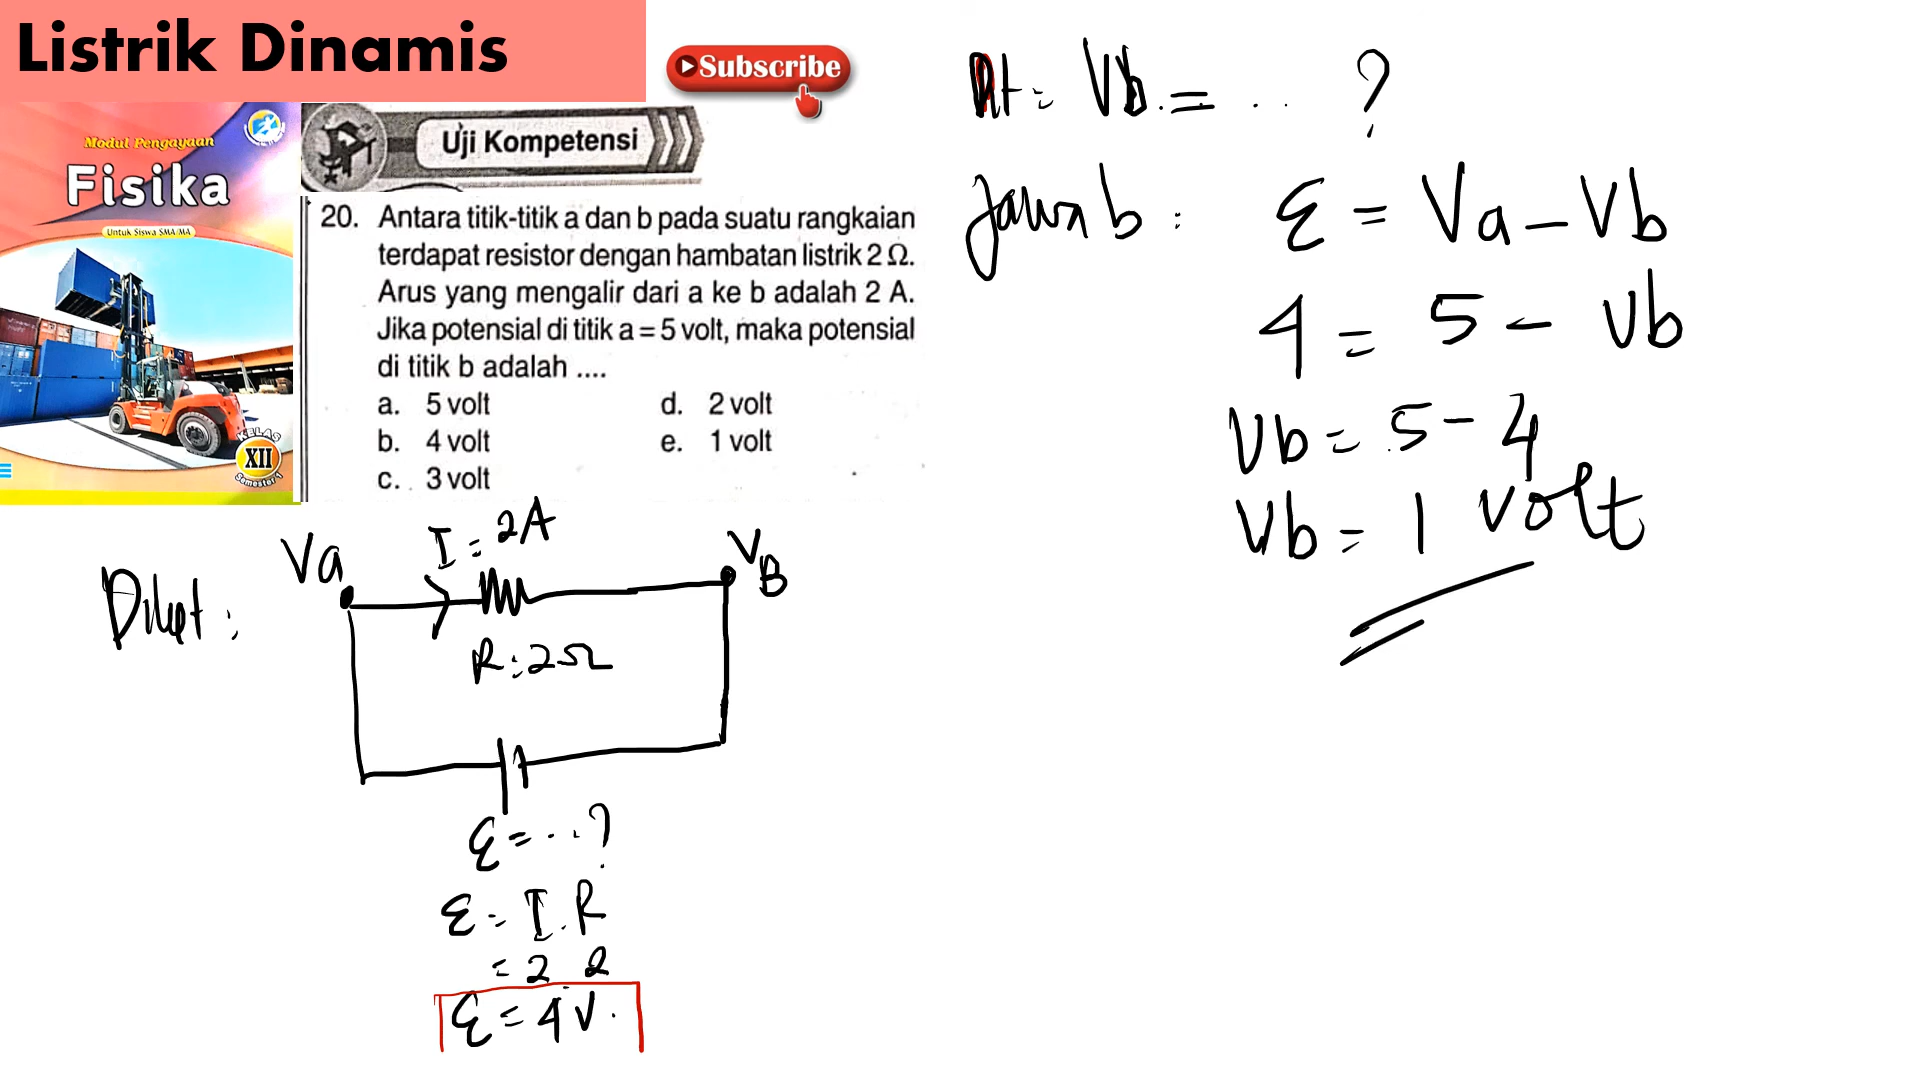 Listrik Dinamis
Subscribe
Modul Pengayaan
Fisika
Untuk Siswa SMA/MA
KELAS
XII
Semester 1
Uji Kompetensi
20. Antara titik-titik a dan b pada suatu rangkaian
terdapat resistor dengan hambatan listrik 2 Ω.
Arus yang mengalir dari a ke b adalah 2 A.
Jika potensial di titik a = 5 volt, maka potensial
di titik b adalah ....
a. 5 volt
b. 4 volt
c. 3 volt
d. 2 volt
e. 1 volt
Diket :
Va
I = 2A
VB
R = 2Ω
ε = ...?
ε = I.R
= 2 2
ε = 4 V.
Dit = Vb = ... ?
Jawab : ε = Va - Vb
4 = 5 - Vb
Vb = 5 - 4
Vb = 1 volt